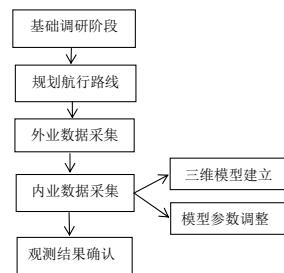 基础调研阶段
规划航行路线
外业数据采集
内业数据采集
三维模型建立
模型参数调整
观测结果确认